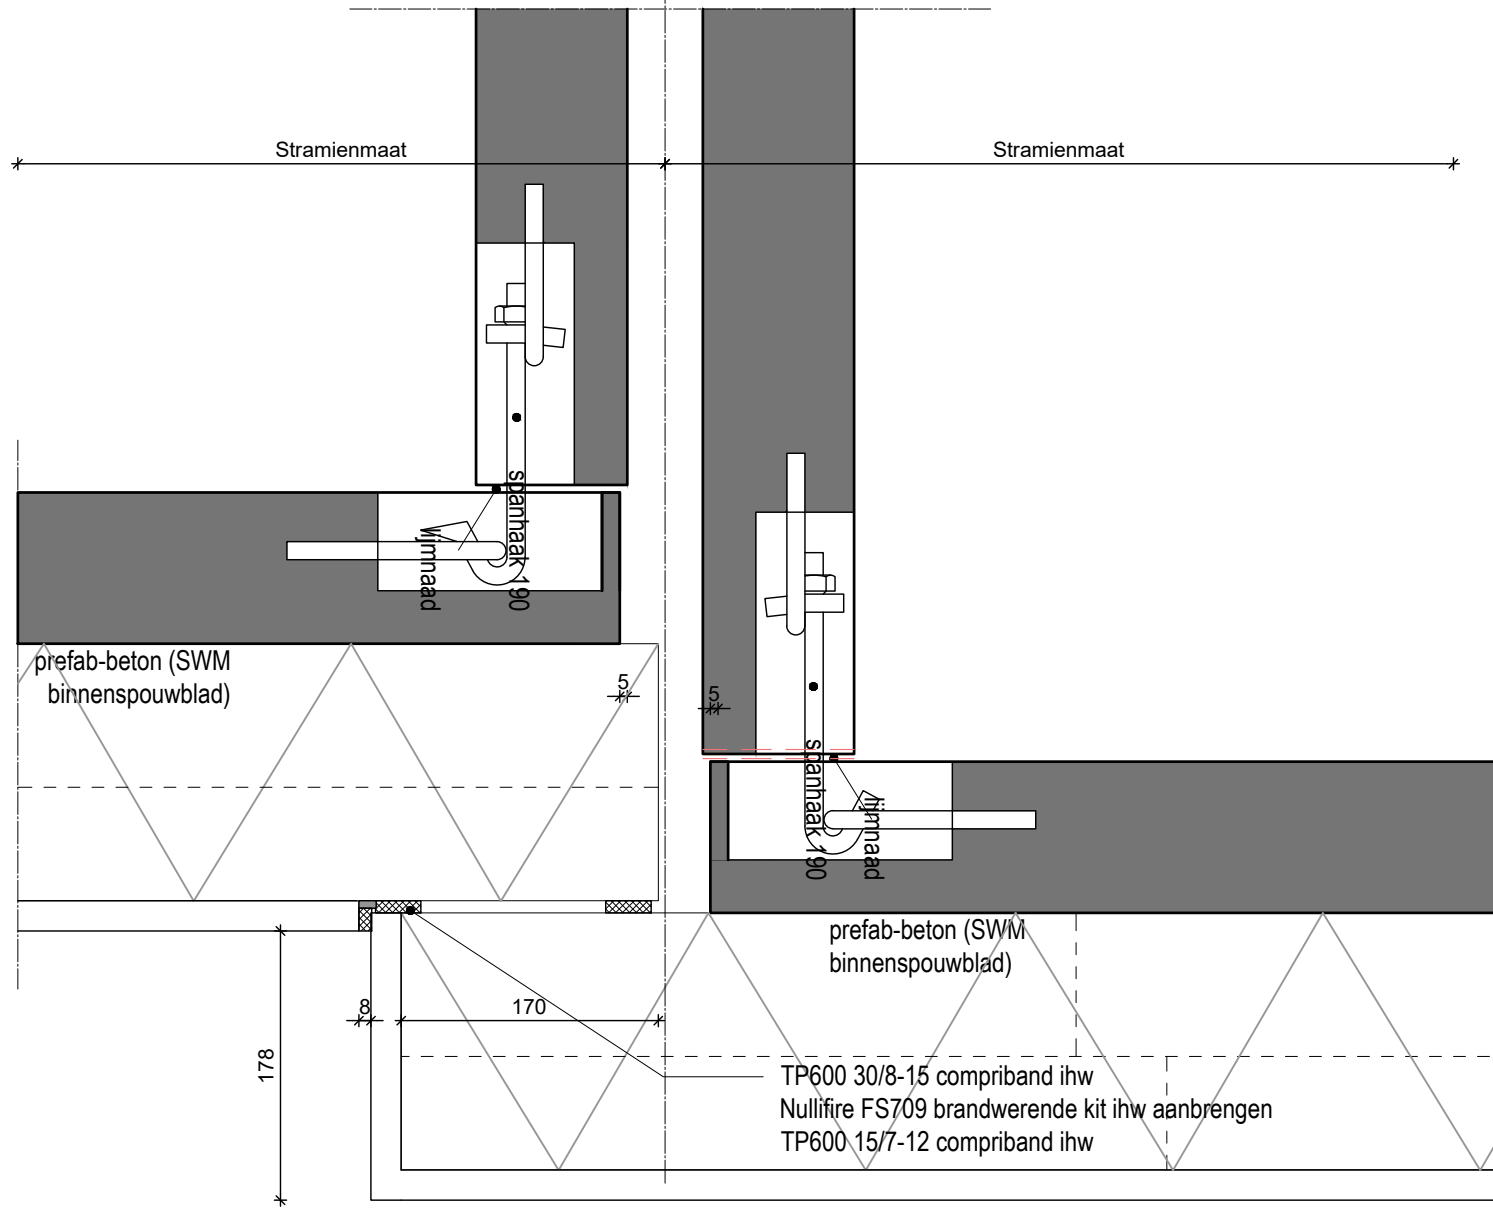 Stramienmaat
Stramienmaat
spanhaak 190
lijmnaad
prefab-beton (SWM
binnenspouwblad)
5
5
spanhaak 190
lijmnaad
prefab-beton (SWM
binnenspouwblad)
8
170
178
TP600 30/8-15 compriband ihw
Nullifire FS709 brandwerende kit ihw aanbrengen
TP600 15/7-12 compriband ihw